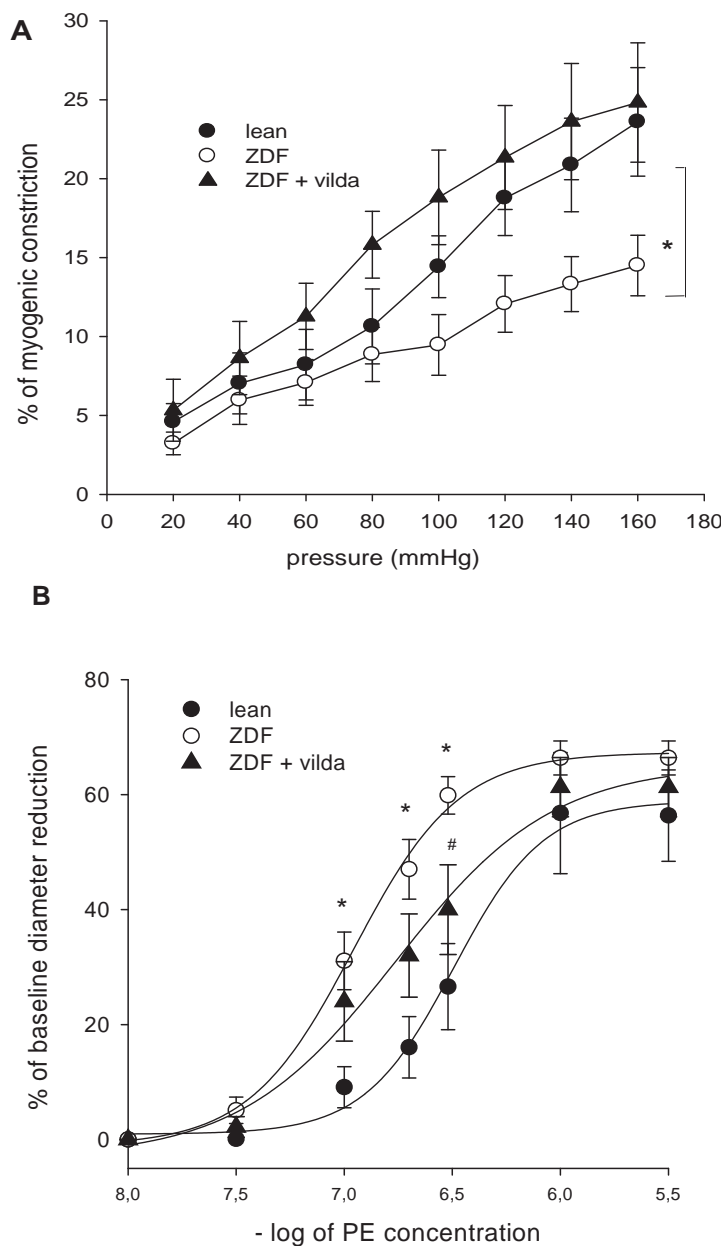 A
30
25
20
15
10
5
0
% of myogenic constriction
lean
ZDF
ZDF + vilda
*
0 20 40 60 80 100 120 140 160 180
pressure (mmHg)
B
80
60
40
20
0
% of baseline diameter reduction
lean
ZDF
ZDF + vilda
*
*
*
#
8,0 7,5 7,0 6,5 6,0 5,5
- log of PE concentration